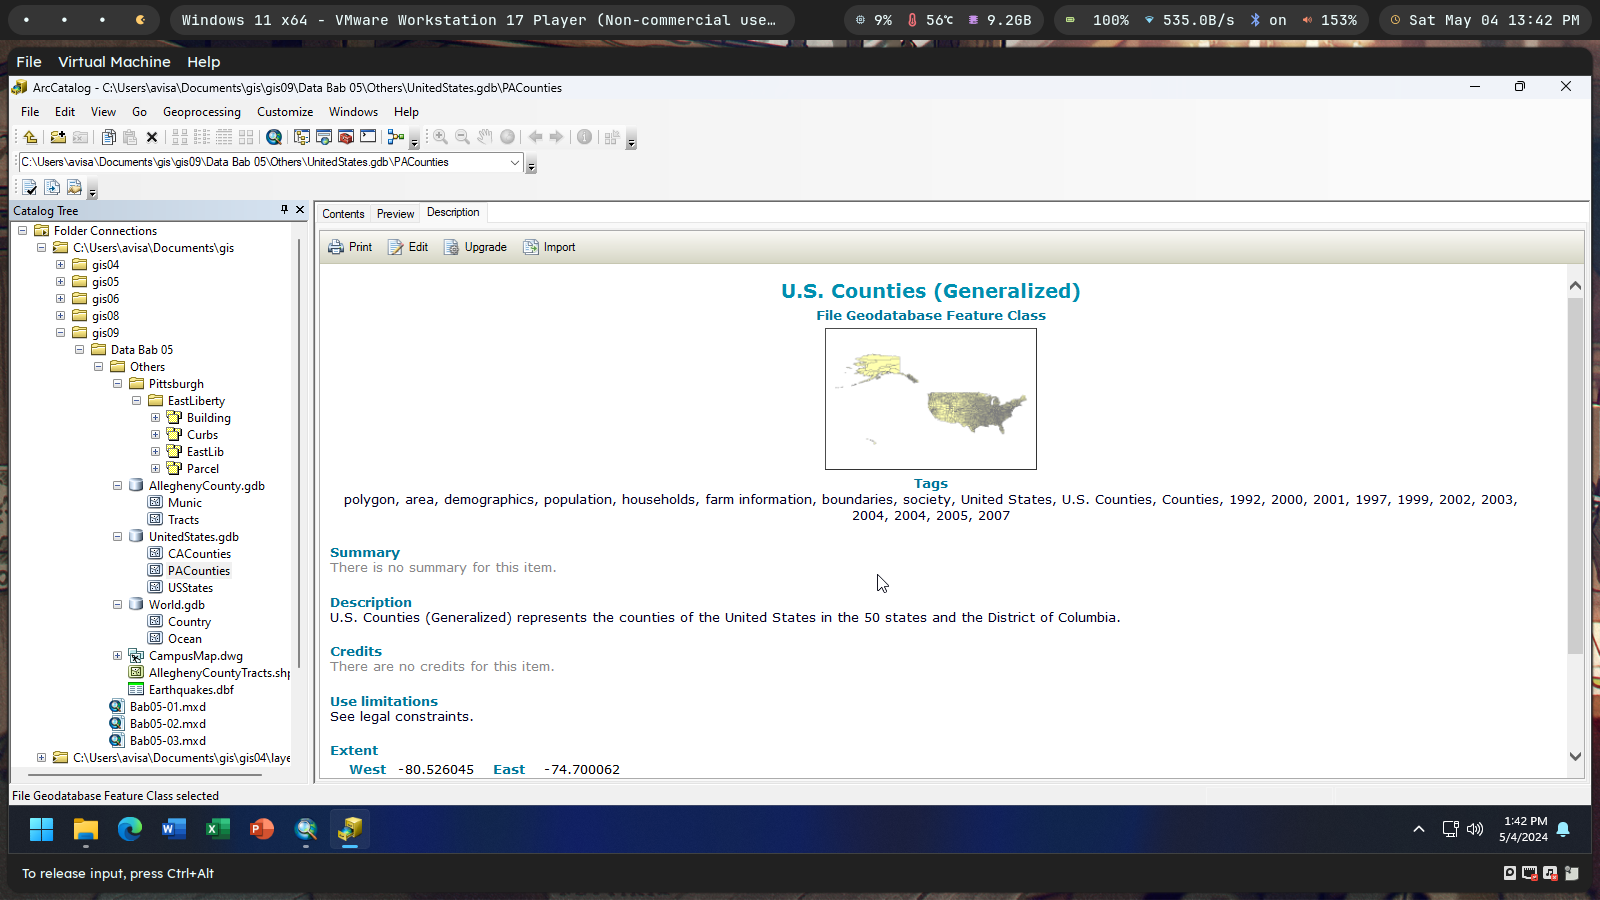 Windows 11 x64 - VMware Workstation 17 Player (Non-commercial use…
9%
56℃
9.2GB
100%
535.0B/s
on
153%
Sat May 04 13:42 PM
File Virtual Machine Help
ArcCatalog - C:\Users\avisa\Documents\gis\gis09\Data Bab 05\Others\UnitedStates.gdb\PACounties
File Edit View Go Geoprocessing Customize Windows Help
C:\Users\avisa\Documents\gis\gis09\Data Bab 05\Others\UnitedStates.gdb\PACounties
Catalog Tree
Folder Connections
C:\Users\avisa\Documents\gis
gis04
gis05
gis06
gis08
gis09
Data Bab 05
Others
Pittsburgh
EastLiberty
Building
Curbs
EastLib
Parcel
AlleghenyCounty.gdb
Munic
Tracts
UnitedStates.gdb
CACounties
PACounties
USStates
World.gdb
Country
Ocean
CampusMap.dwg
AlleghenyCountyTracts.shp
Earthquakes.dbf
Bab05-01.mxd
Bab05-02.mxd
Bab05-03.mxd
C:\Users\avisa\Documents\gis\gis04\laye
Contents Preview Description
Print Edit Upgrade Import
U.S. Counties (Generalized)
File Geodatabase Feature Class
Tags
polygon, area, demographics, population, households, farm information, boundaries, society, United States, U.S. Counties, Counties, 1992, 2000, 2001, 1997, 1999, 2002, 2003,
2004, 2004, 2005, 2007
Summary
There is no summary for this item.
Description
U.S. Counties (Generalized) represents the counties of the United States in the 50 states and the District of Columbia.
Credits
There are no credits for this item.
Use limitations
See legal constraints.
Extent
West -80.526045 East -74.700062
File Geodatabase Feature Class selected
1:42 PM
5/4/2024
To release input, press Ctrl+Alt